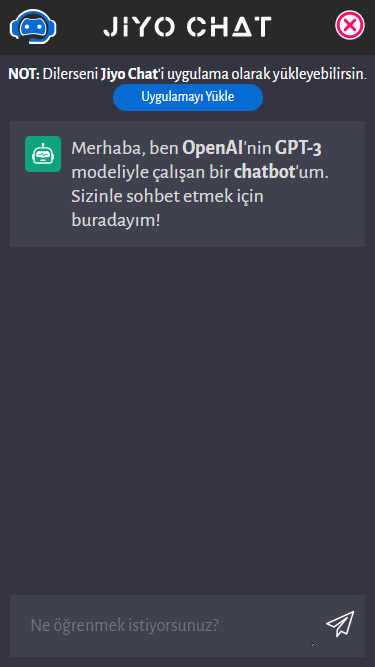 JiYO CHAT
NOT: Dilerseni Jiyo Chat'i uygulama olarak yükleyebilirsin.
Uygulamayı Yükle
Merhaba, ben OpenAI'nin GPT-3
modeliyle çalışan bir chatbot'um.
Sizinle sohbet etmek için
buradayım!
Ne öğrenmek istiyorsunuz?